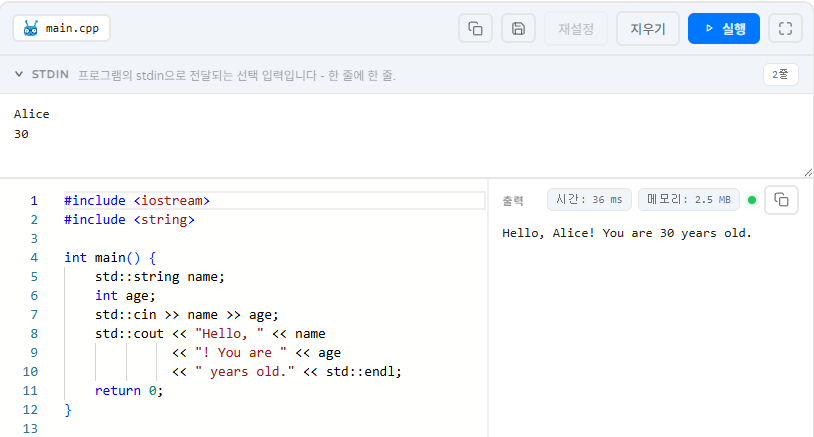 main.cpp 재설정 지우기 실행
STDIN 프로그램의 stdin으로 전달되는 선택 입력입니다 - 한 줄에 한 줄. 2줄
Alice
30
출력 시간: 36 ms 메모리: 2.5 MB
1 #include <iostream>
2 #include <string>
3
4 int main() {
5 std::string name;
6 int age;
7 std::cin >> name >> age;
8 std::cout << "Hello, " << name
9 << "! You are " << age
10 << " years old." << std::endl;
11 return 0;
12 }
13
Hello, Alice! You are 30 years old.